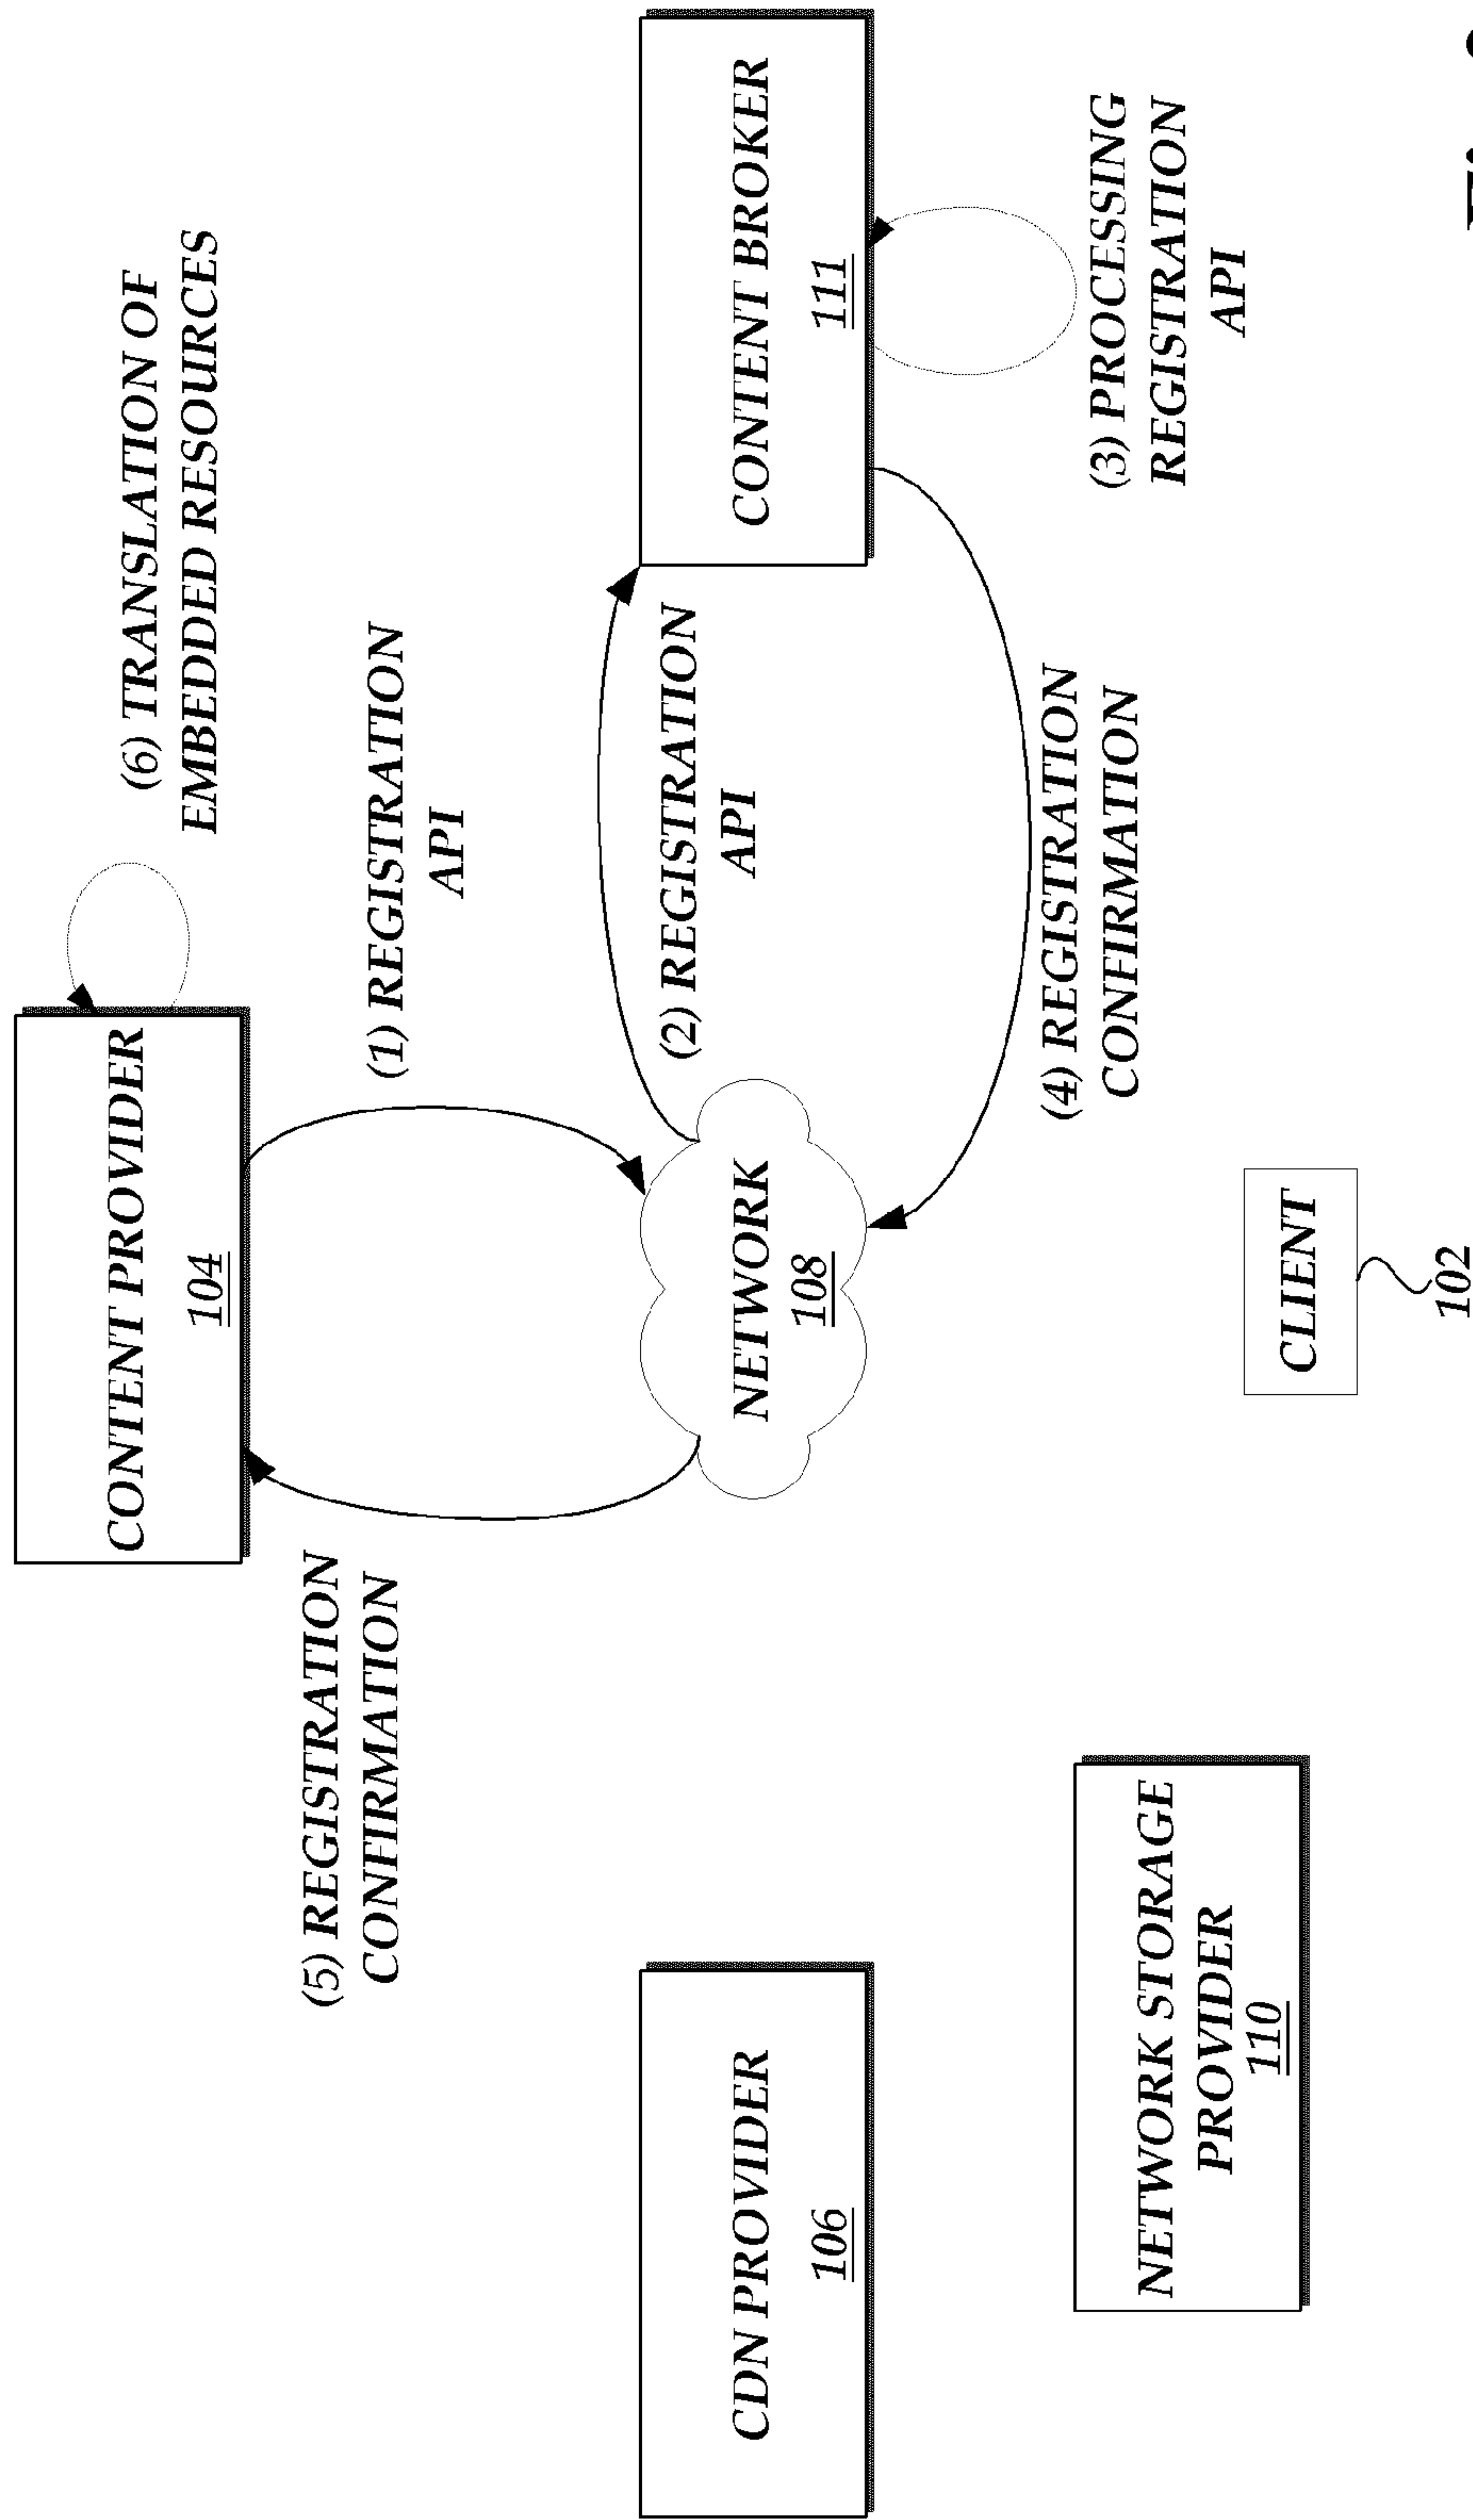 (6) TRANSLATION OF
EMBEDDED RESOURCES
CONTENT PROVIDER
104
(1) REGISTRATION
API
(5) REGISTRATION
CONFIRMATION
CDN PROVIDER
106
NETWORK
108
(2) REGISTRATION
API
CONTENT BROKER
111
(4) REGISTRATION
CONFIRMATION
(3) PROCESSING
REGISTRATION
API
NETWORK STORAGE
PROVIDER
110
CLIENT
102